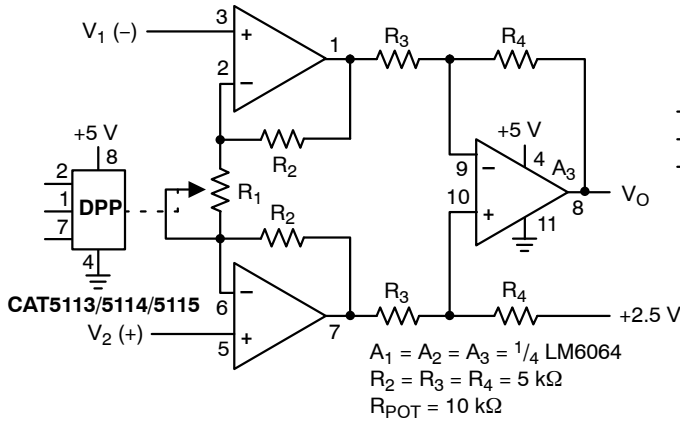 3
V₁ (–)
+
1
R₃
R₄
2
–
+5 V
8
R₂
+5 V
4
A₃
2
1
7
DPP
R₁
9
–
10
+
8
V_O
R₂
11
4
CAT5113/5114/5115
6
–
7
R₃
R₄
+2.5 V
V₂ (+)
5
+
A₁ = A₂ = A₃ = ¹/₄ LM6064
R₂ = R₃ = R₄ = 5 kΩ
R_POT = 10 kΩ